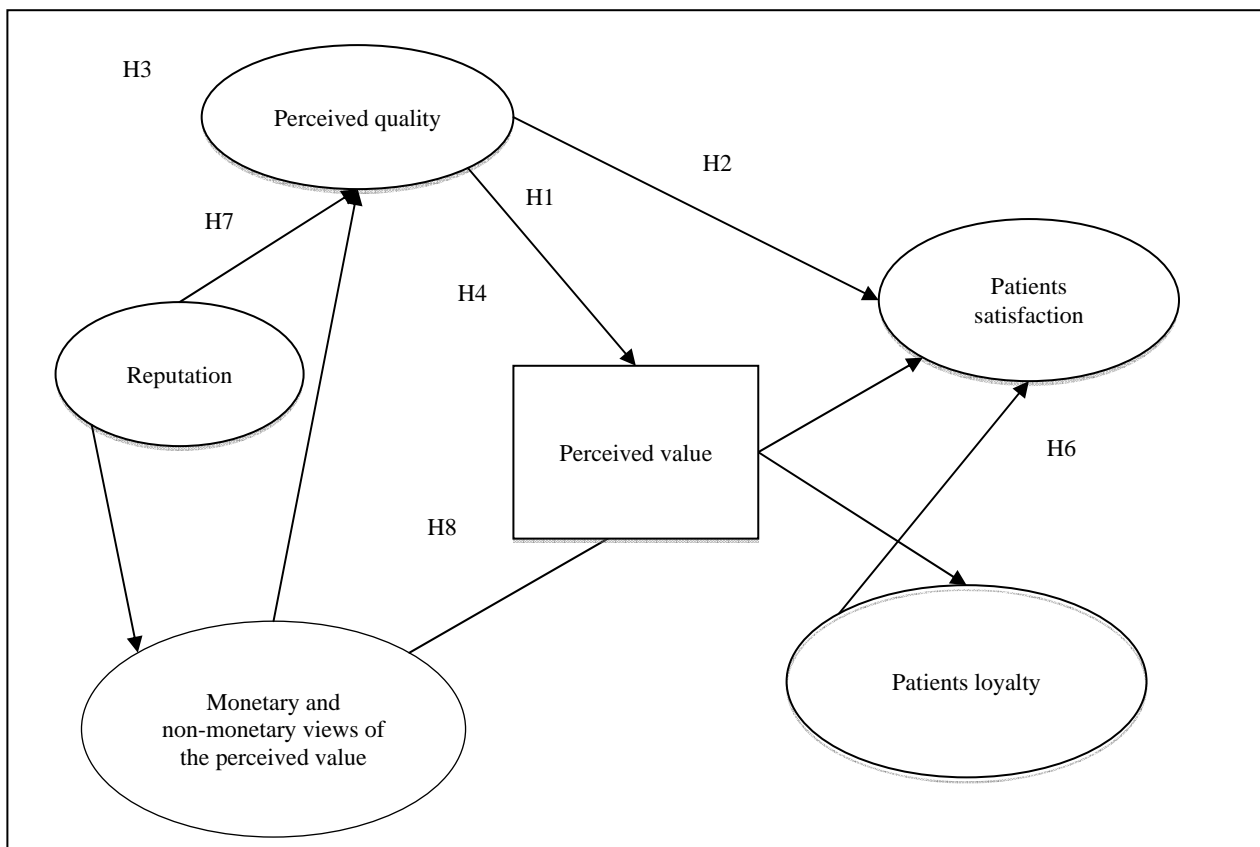 H3
Perceived quality
H2
H1
H7
H4
Patients
satisfaction
Reputation
Perceived value
H6
H8
Patients loyalty
Monetary and
non-monetary views of
the perceived value